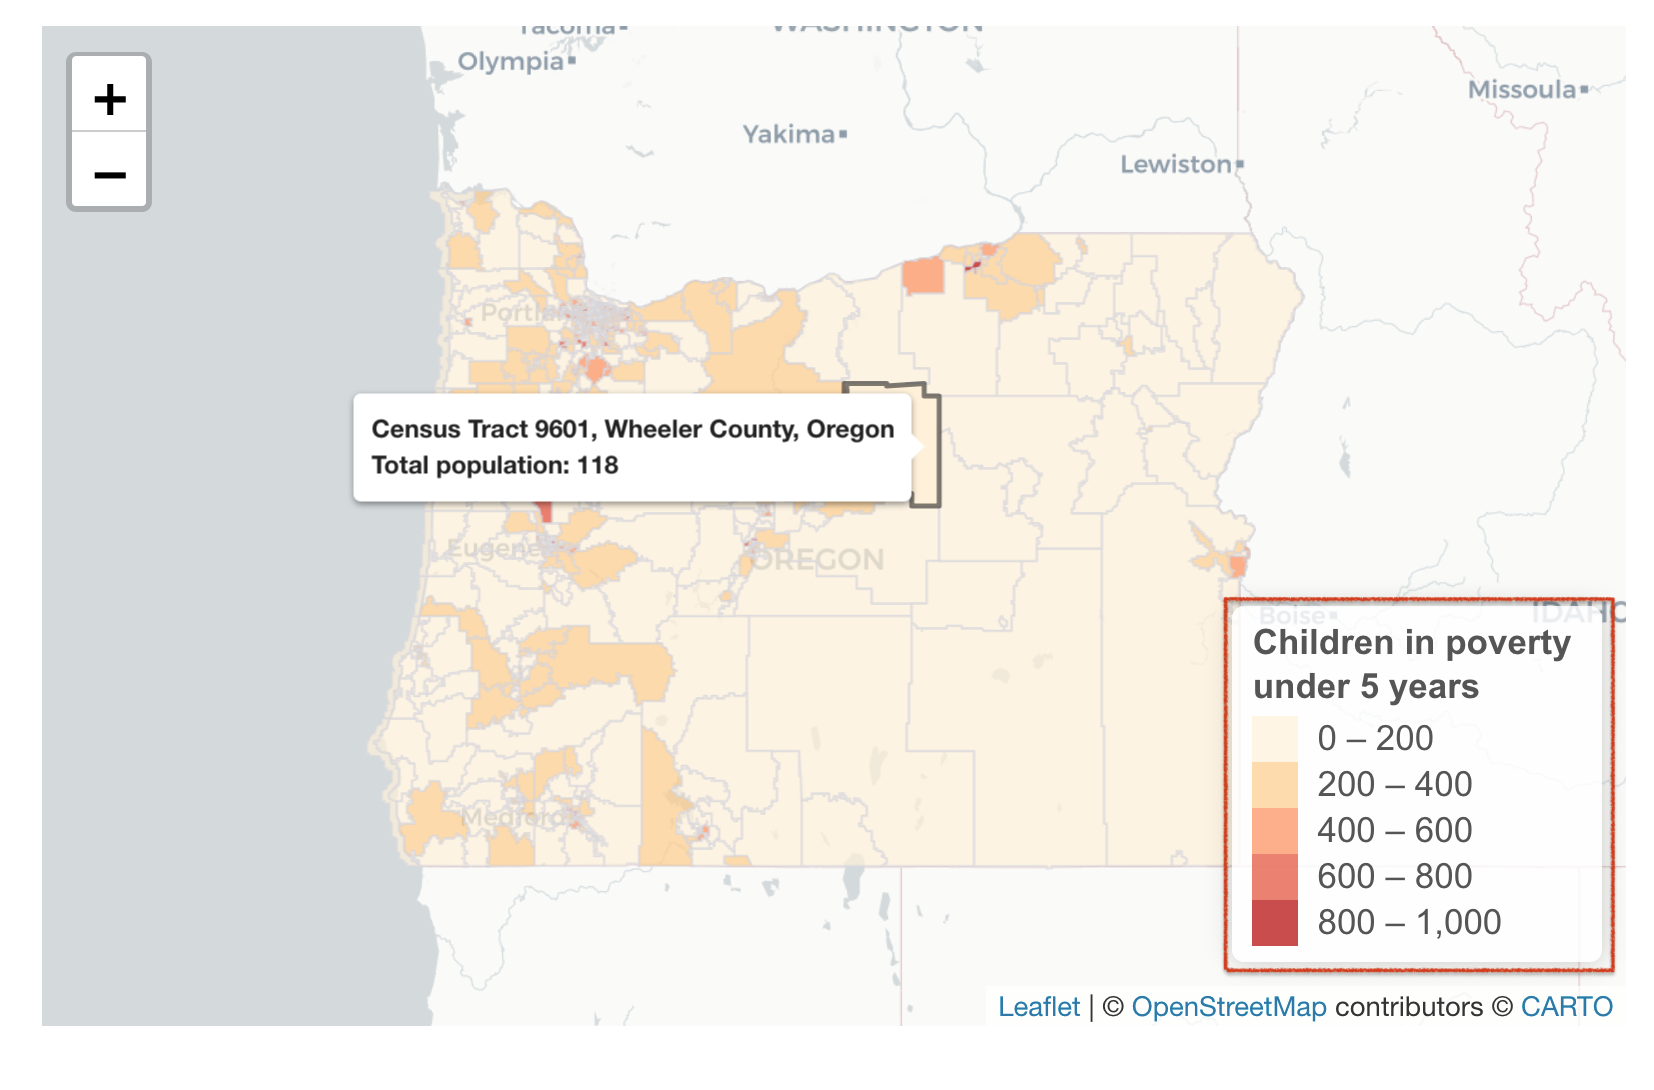 +
−
Tacoma
WASHINGTON
Olympia
Missoula
Yakima
Lewiston
Census Tract 9601, Wheeler County, Oregon
Total population: 118
Eugene
OREGON
Boise
Medford
Children in poverty
under 5 years
0 – 200
200 – 400
400 – 600
600 – 800
800 – 1,000
Leaflet | © OpenStreetMap contributors © CARTO